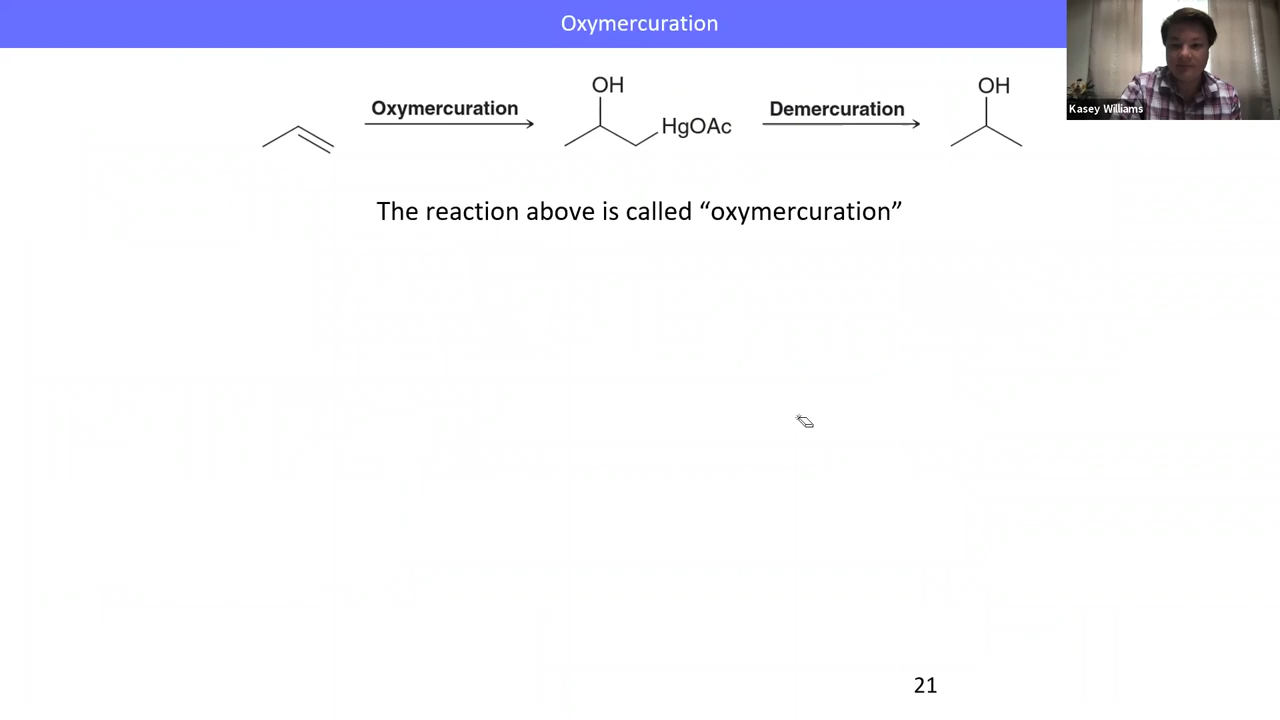 Oxymercuration
Kasey Williams
OH
Oxymercuration
HgOAc
Demercuration
OH
The reaction above is called “oxymercuration”
21